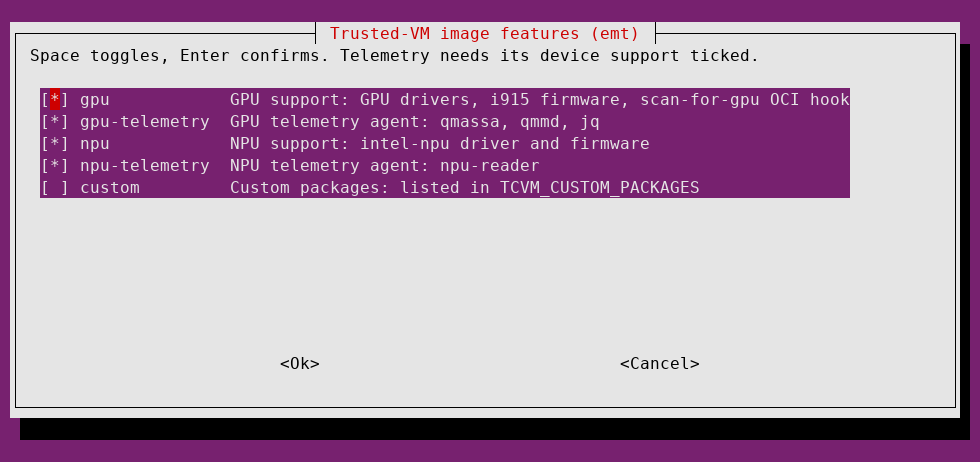 Trusted-VM image features (emt)
Space toggles, Enter confirms. Telemetry needs its device support ticked.
[*] gpu            GPU support: GPU drivers, i915 firmware, scan-for-gpu OCI hook
[*] gpu-telemetry  GPU telemetry agent: qmassa, qmmd, jq
[*] npu            NPU support: intel-npu driver and firmware
[*] npu-telemetry  NPU telemetry agent: npu-reader
[ ] custom         Custom packages: listed in TCVM_CUSTOM_PACKAGES
<Ok>                              <Cancel>